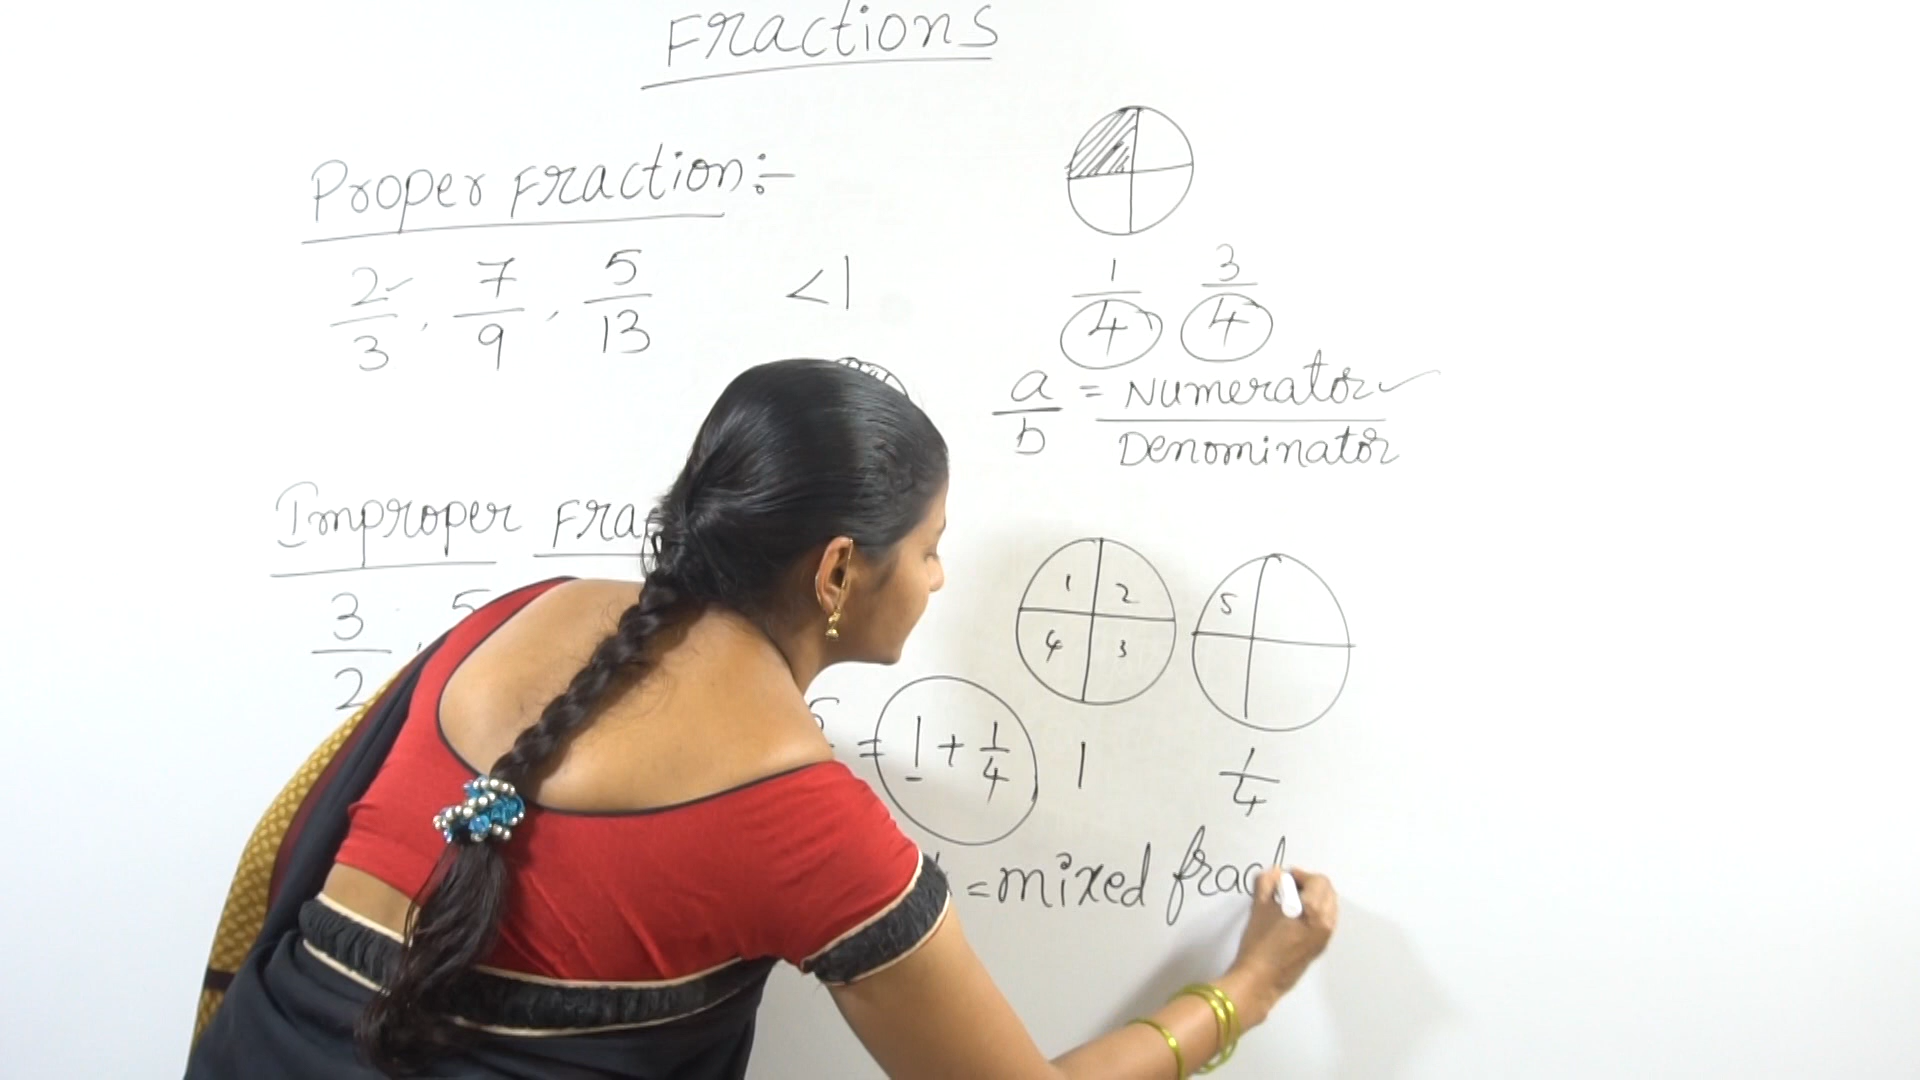 Fractions
Proper Fraction:-
2/3, 7/9, 5/13 <1
1/4 3/4
a/b = Numerator/Denominator
Improper
3/2,
1 2
4 3
5
= 1 + 1/4
1 1/4
= mixed